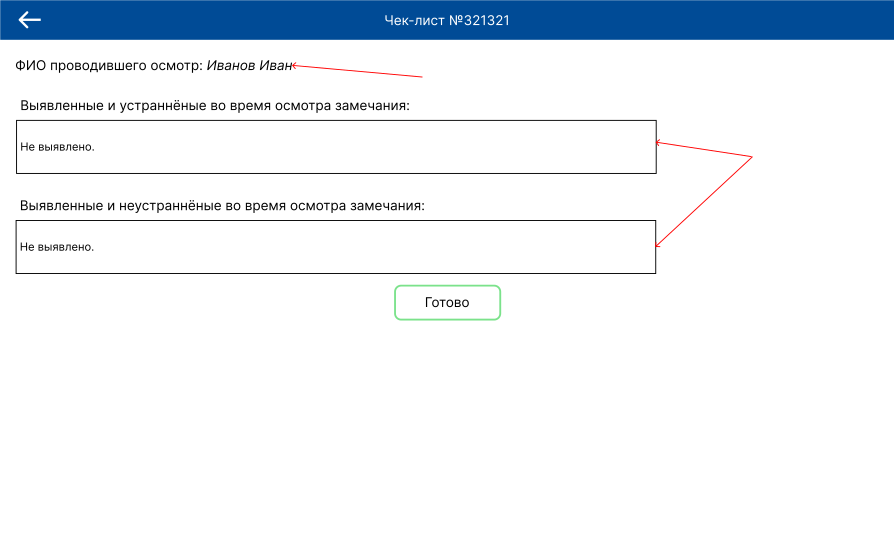 Чек-лист №321321
ФИО проводившего осмотр: Иванов Иван
Выявленные и устраннёные во время осмотра замечания:
Не выявлено.
Выявленные и неустраннёные во время осмотра замечания:
Не выявлено.
Готово